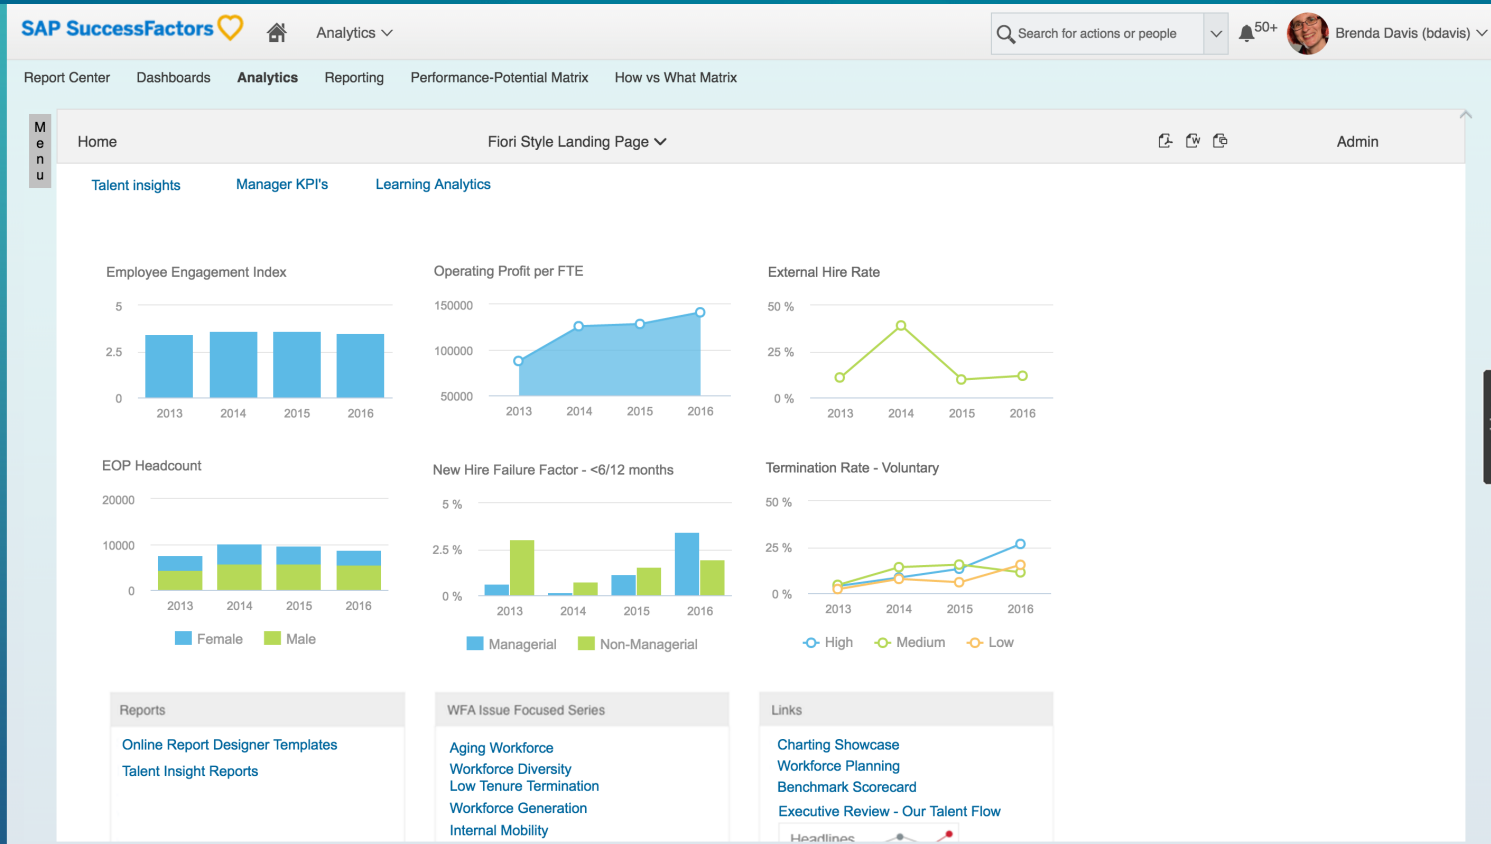 SAP SuccessFactors
Analytics
Search for actions or people
50+
Brenda Davis (bdavis)
Report Center
Dashboards
Analytics
Reporting
Performance-Potential Matrix
How vs What Matrix
Menu
Home
Fiori Style Landing Page
Admin
Talent insights
Manager KPI's
Learning Analytics
Employee Engagement Index
5
2.5
0
2013 2014 2015 2016
Operating Profit per FTE
150000
100000
50000
2013 2014 2015 2016
External Hire Rate
50 %
25 %
0 %
2013 2014 2015 2016
EOP Headcount
20000
10000
0
2013 2014 2015 2016
Female Male
New Hire Failure Factor - <6/12 months
5 %
2.5 %
0 %
2013 2014 2015 2016
Managerial Non-Managerial
Termination Rate - Voluntary
50 %
25 %
0 %
2013 2014 2015 2016
High Medium Low
Reports
Online Report Designer Templates
Talent Insight Reports
WFA Issue Focused Series
Aging Workforce
Workforce Diversity
Low Tenure Termination
Workforce Generation
Internal Mobility
Links
Charting Showcase
Workforce Planning
Benchmark Scorecard
Executive Review - Our Talent Flow
Headlines